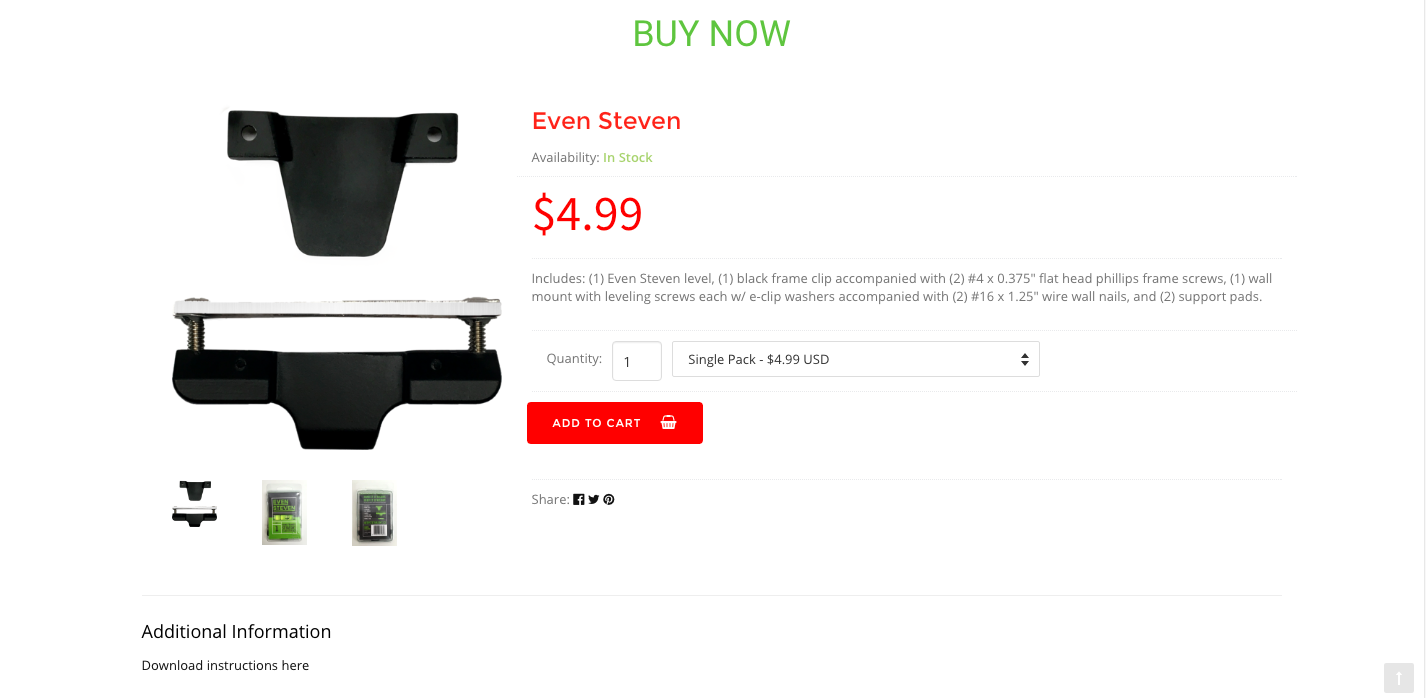 BUY NOW
Even Steven
Availability: In Stock
$4.99
Includes: (1) Even Steven level, (1) black frame clip accompanied with (2) #4 x 0.375" flat head phillips frame screws, (1) wall
mount with leveling screws each w/ e-clip washers accompanied with (2) #16 x 1.25" wire wall nails, and (2) support pads.
Quantity: 1 Single Pack - $4.99 USD
ADD TO CART
Share:
EVEN
STEVEN
Additional Information
Download instructions here